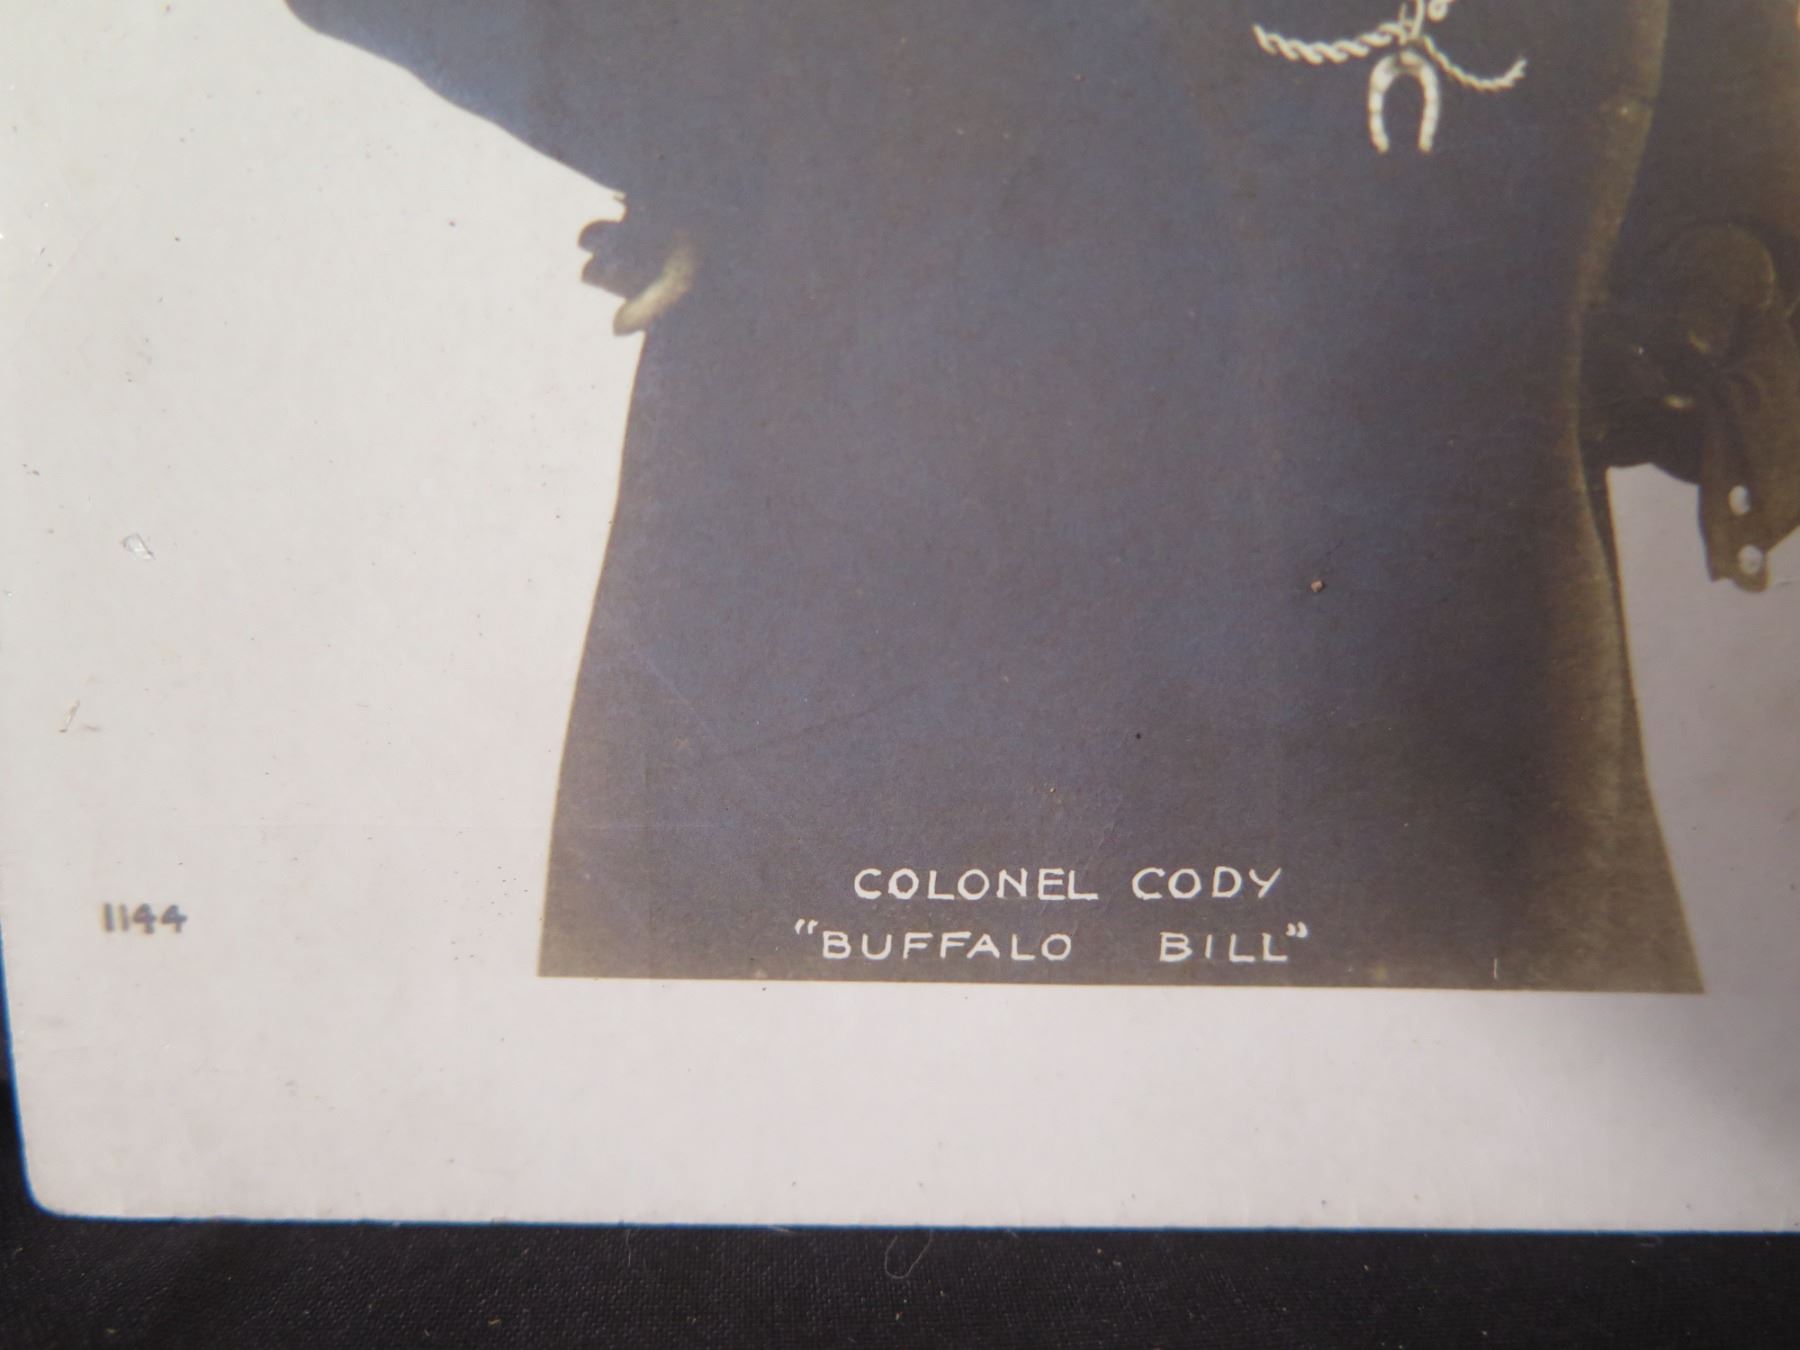 COLONEL CODY
"BUFFALO BILL"
1144